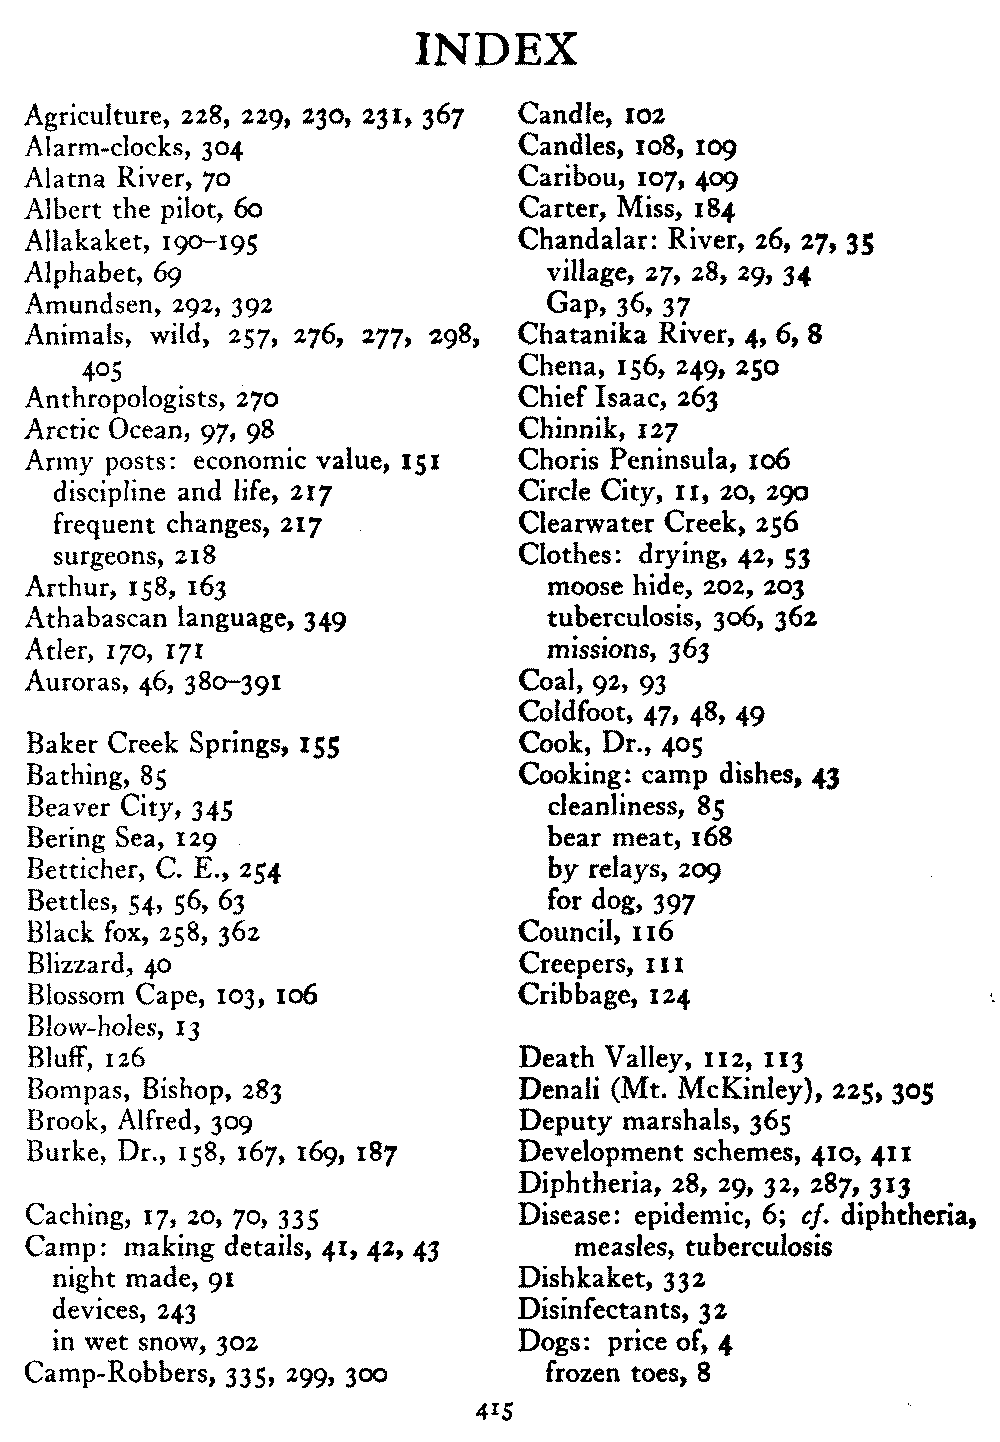 INDEX
Agriculture, 228, 229, 230, 231, 367
Alarm-clocks, 304
Alatna River, 70
Albert the pilot, 60
Allakaket, 190–195
Alphabet, 69
Amundsen, 292, 392
Animals, wild, 257, 276, 277, 298,
405
Anthropologists, 270
Arctic Ocean, 97, 98
Army posts: economic value, 151
discipline and life, 217
frequent changes, 217
surgeons, 218
Arthur, 158, 163
Athabascan language, 349
Atler, 170, 171
Auroras, 46, 380–391
Baker Creek Springs, 155
Bathing, 85
Beaver City, 345
Bering Sea, 129
Betticher, C. E., 254
Bettles, 54, 56, 63
Black fox, 258, 362
Blizzard, 40
Blossom Cape, 103, 106
Blow-holes, 13
Bluff, 126
Bompas, Bishop, 283
Brook, Alfred, 309
Burke, Dr., 158, 167, 169, 187
Caching, 17, 20, 70, 335
Camp: making details, 41, 42, 43
night made, 91
devices, 243
in wet snow, 302
Camp-Robbers, 335, 299, 300
Candle, 102
Candles, 108, 109
Caribou, 107, 409
Carter, Miss, 184
Chandalar: River, 26, 27, 35
village, 27, 28, 29, 34
Gap, 36, 37
Chatanika River, 4, 6, 8
Chena, 156, 249, 250
Chief Isaac, 263
Chinnik, 127
Choris Peninsula, 106
Circle City, 11, 20, 290
Clearwater Creek, 256
Clothes: drying, 42, 53
moose hide, 202, 203
tuberculosis, 306, 362
missions, 363
Coal, 92, 93
Coldfoot, 47, 48, 49
Cook, Dr., 405
Cooking: camp dishes, 43
cleanliness, 85
bear meat, 168
by relays, 209
for dog, 397
Council, 116
Creepers, 111
Cribbage, 124
Death Valley, 112, 113
Denali (Mt. McKinley), 225, 305
Deputy marshals, 365
Development schemes, 410, 411
Diphtheria, 28, 29, 32, 287, 313
Disease: epidemic, 6; cf. diphtheria,
measles, tuberculosis
Dishkaket, 332
Disinfectants, 32
Dogs: price of, 4
frozen toes, 8
415